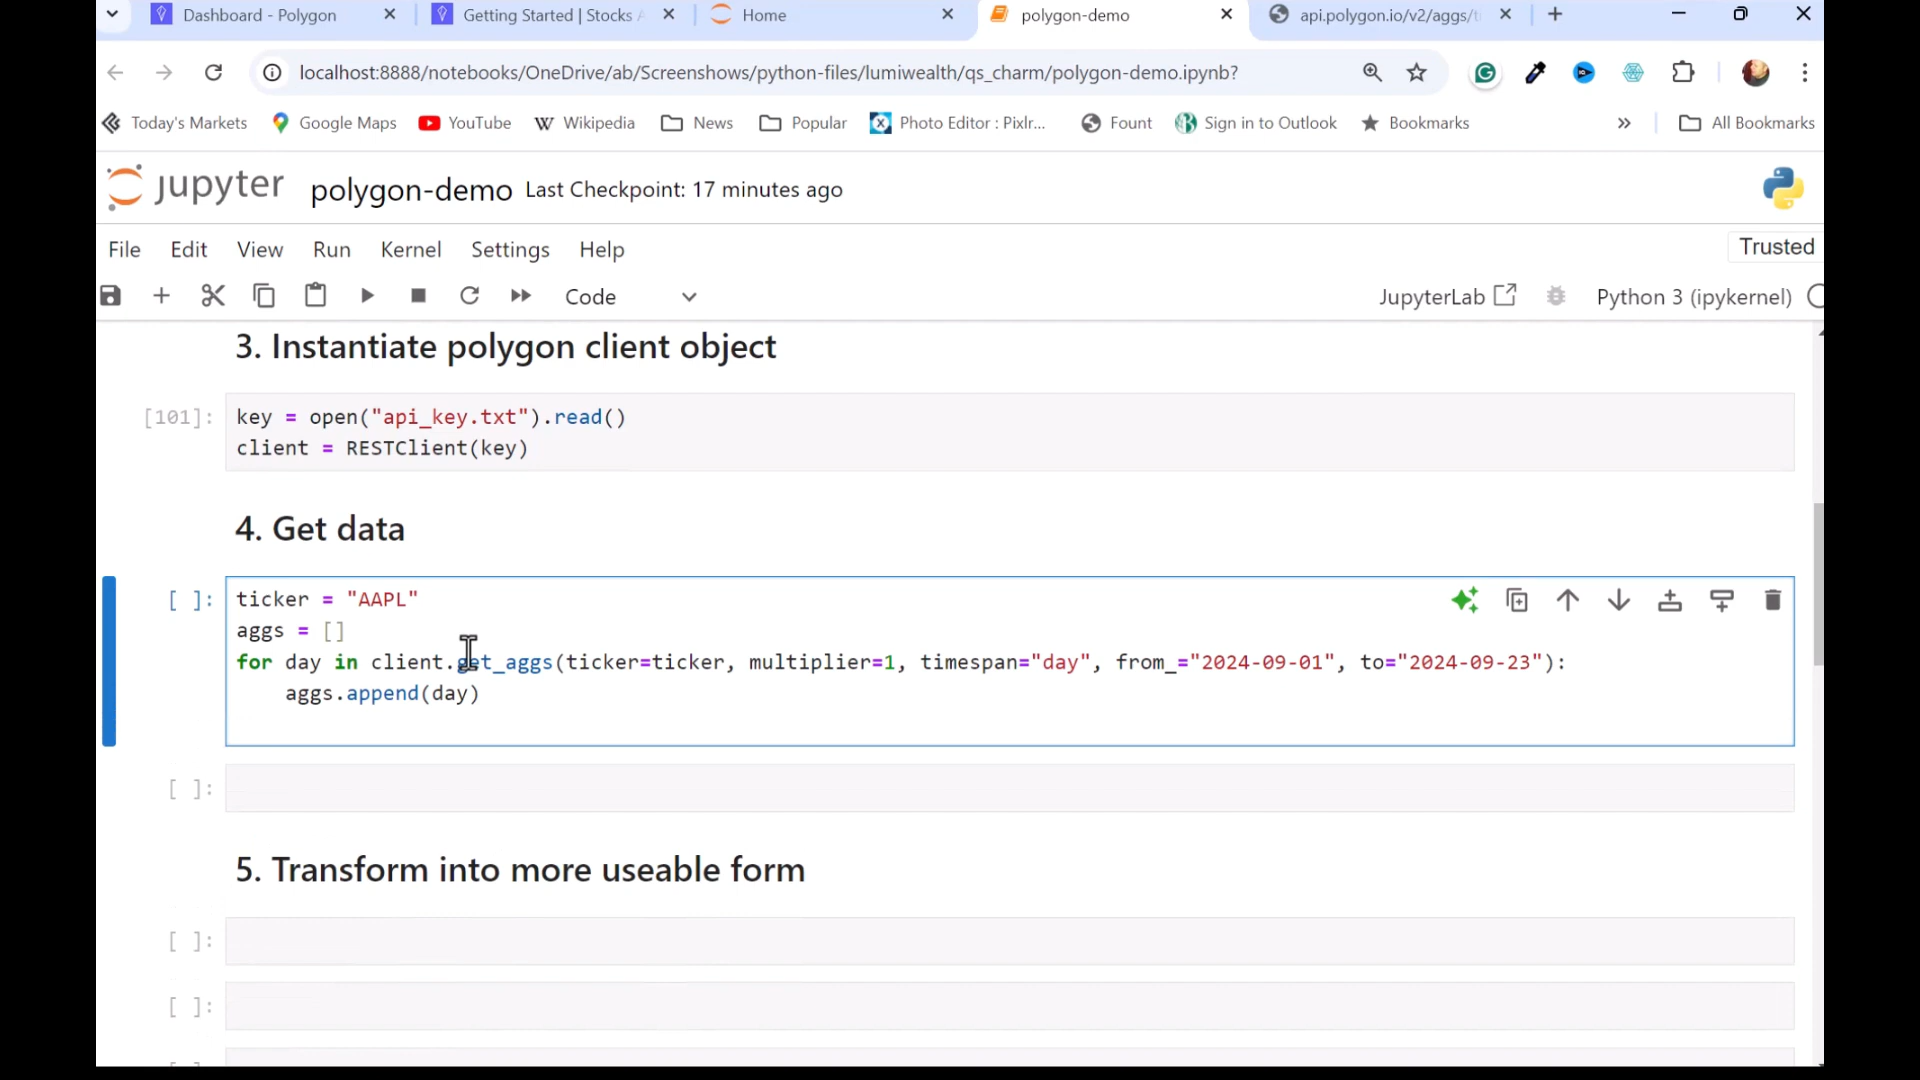 Dashboard - Polygon
Getting Started | Stocks
Home
polygon-demo
api.polygon.io/v2/aggs/
localhost:8888/notebooks/OneDrive/ab/Screenshows/python-files/lumiwealth/qs_charm/polygon-demo.ipynb?
Today's Markets
Google Maps
YouTube
Wikipedia
News
Popular
Photo Editor : Pixlr...
Fount
Sign in to Outlook
Bookmarks
All Bookmarks
jupyter polygon-demo Last Checkpoint: 17 minutes ago
File Edit View Run Kernel Settings Help
Trusted
Code
JupyterLab
Python 3 (ipykernel)
3. Instantiate polygon client object
[101]: key = open("api_key.txt").read()
client = RESTClient(key)
4. Get data
[ ]: ticker = "AAPL"
aggs = []
for day in client.get_aggs(ticker=ticker, multiplier=1, timespan="day", from_="2024-09-01", to="2024-09-23"):
aggs.append(day)
[ ]:
5. Transform into more useable form
[ ]:
[ ]: